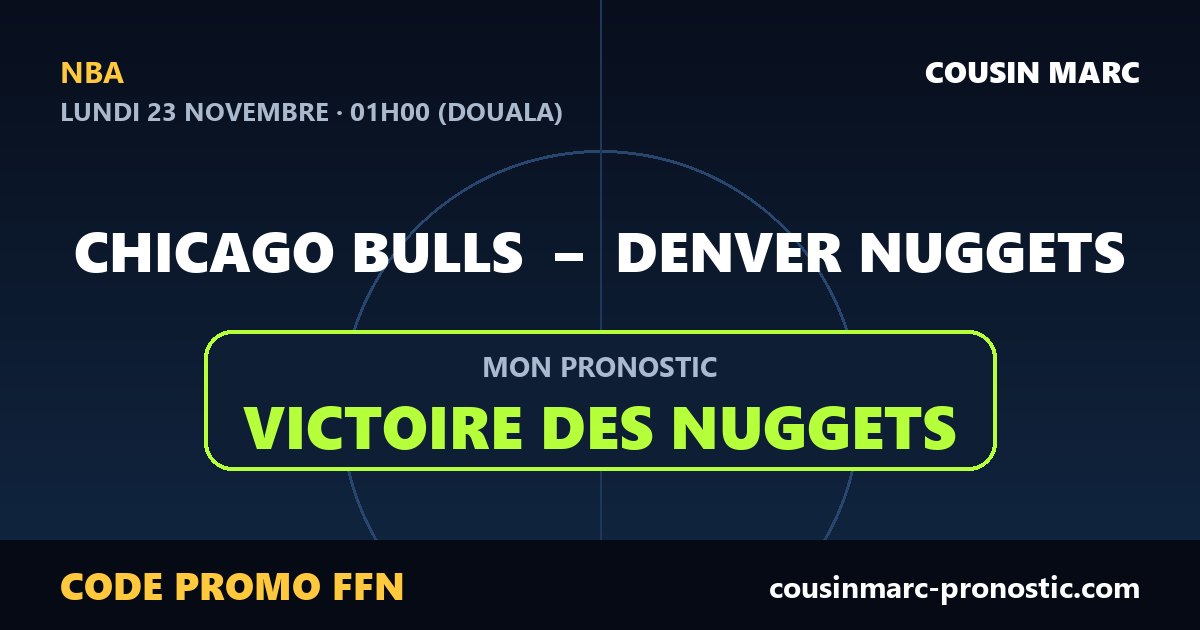 NBA
COUSIN MARC
LUNDI 23 NOVEMBRE · 01H00 (DOUALA)
CHICAGO BULLS – DENVER NUGGETS
MON PRONOSTIC
VICTOIRE DES NUGGETS
CODE PROMO FFN
cousinmarc-pronostic.com